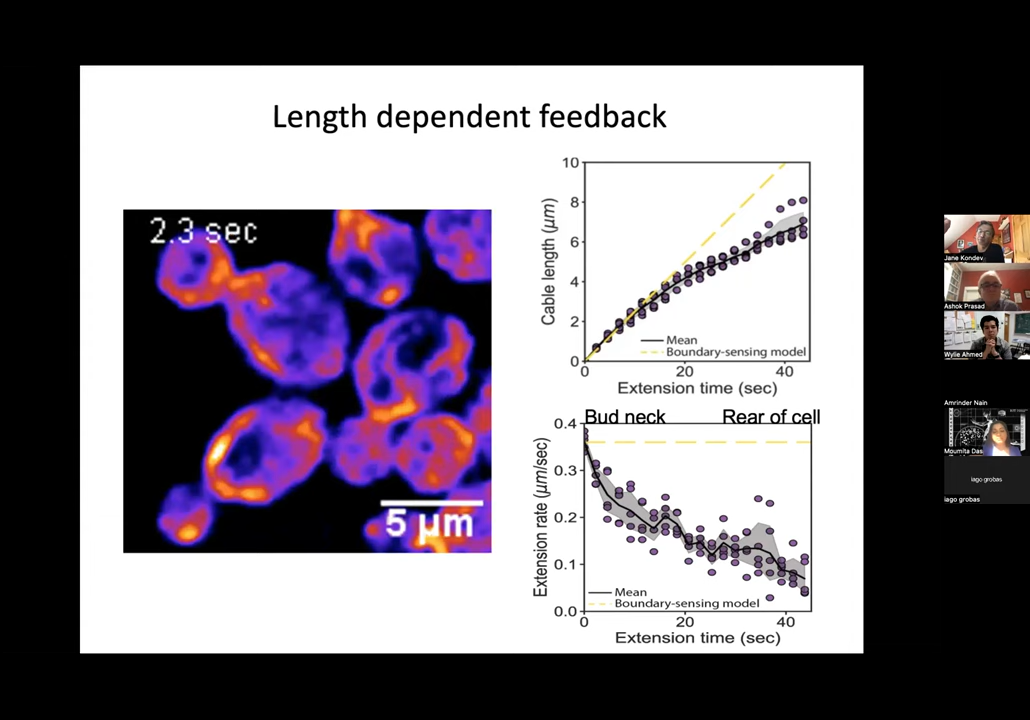 Length dependent feedback
2.3 sec
5 μm
10
8
6
4
2
0
Cable length (μm)
Mean
Boundary-sensing model
0
20
40
Extension time (sec)
Bud neck
Rear of cell
0.4
0.3
0.2
0.1
0.0
Extension rate (μm/sec)
Mean
Boundary-sensing model
0
20
40
Extension time (sec)
Jane Kondev
Ashok Prasad
Wylie Ahmed
Amrinder Nain
Moumita Das
iago grobas
iago grobas